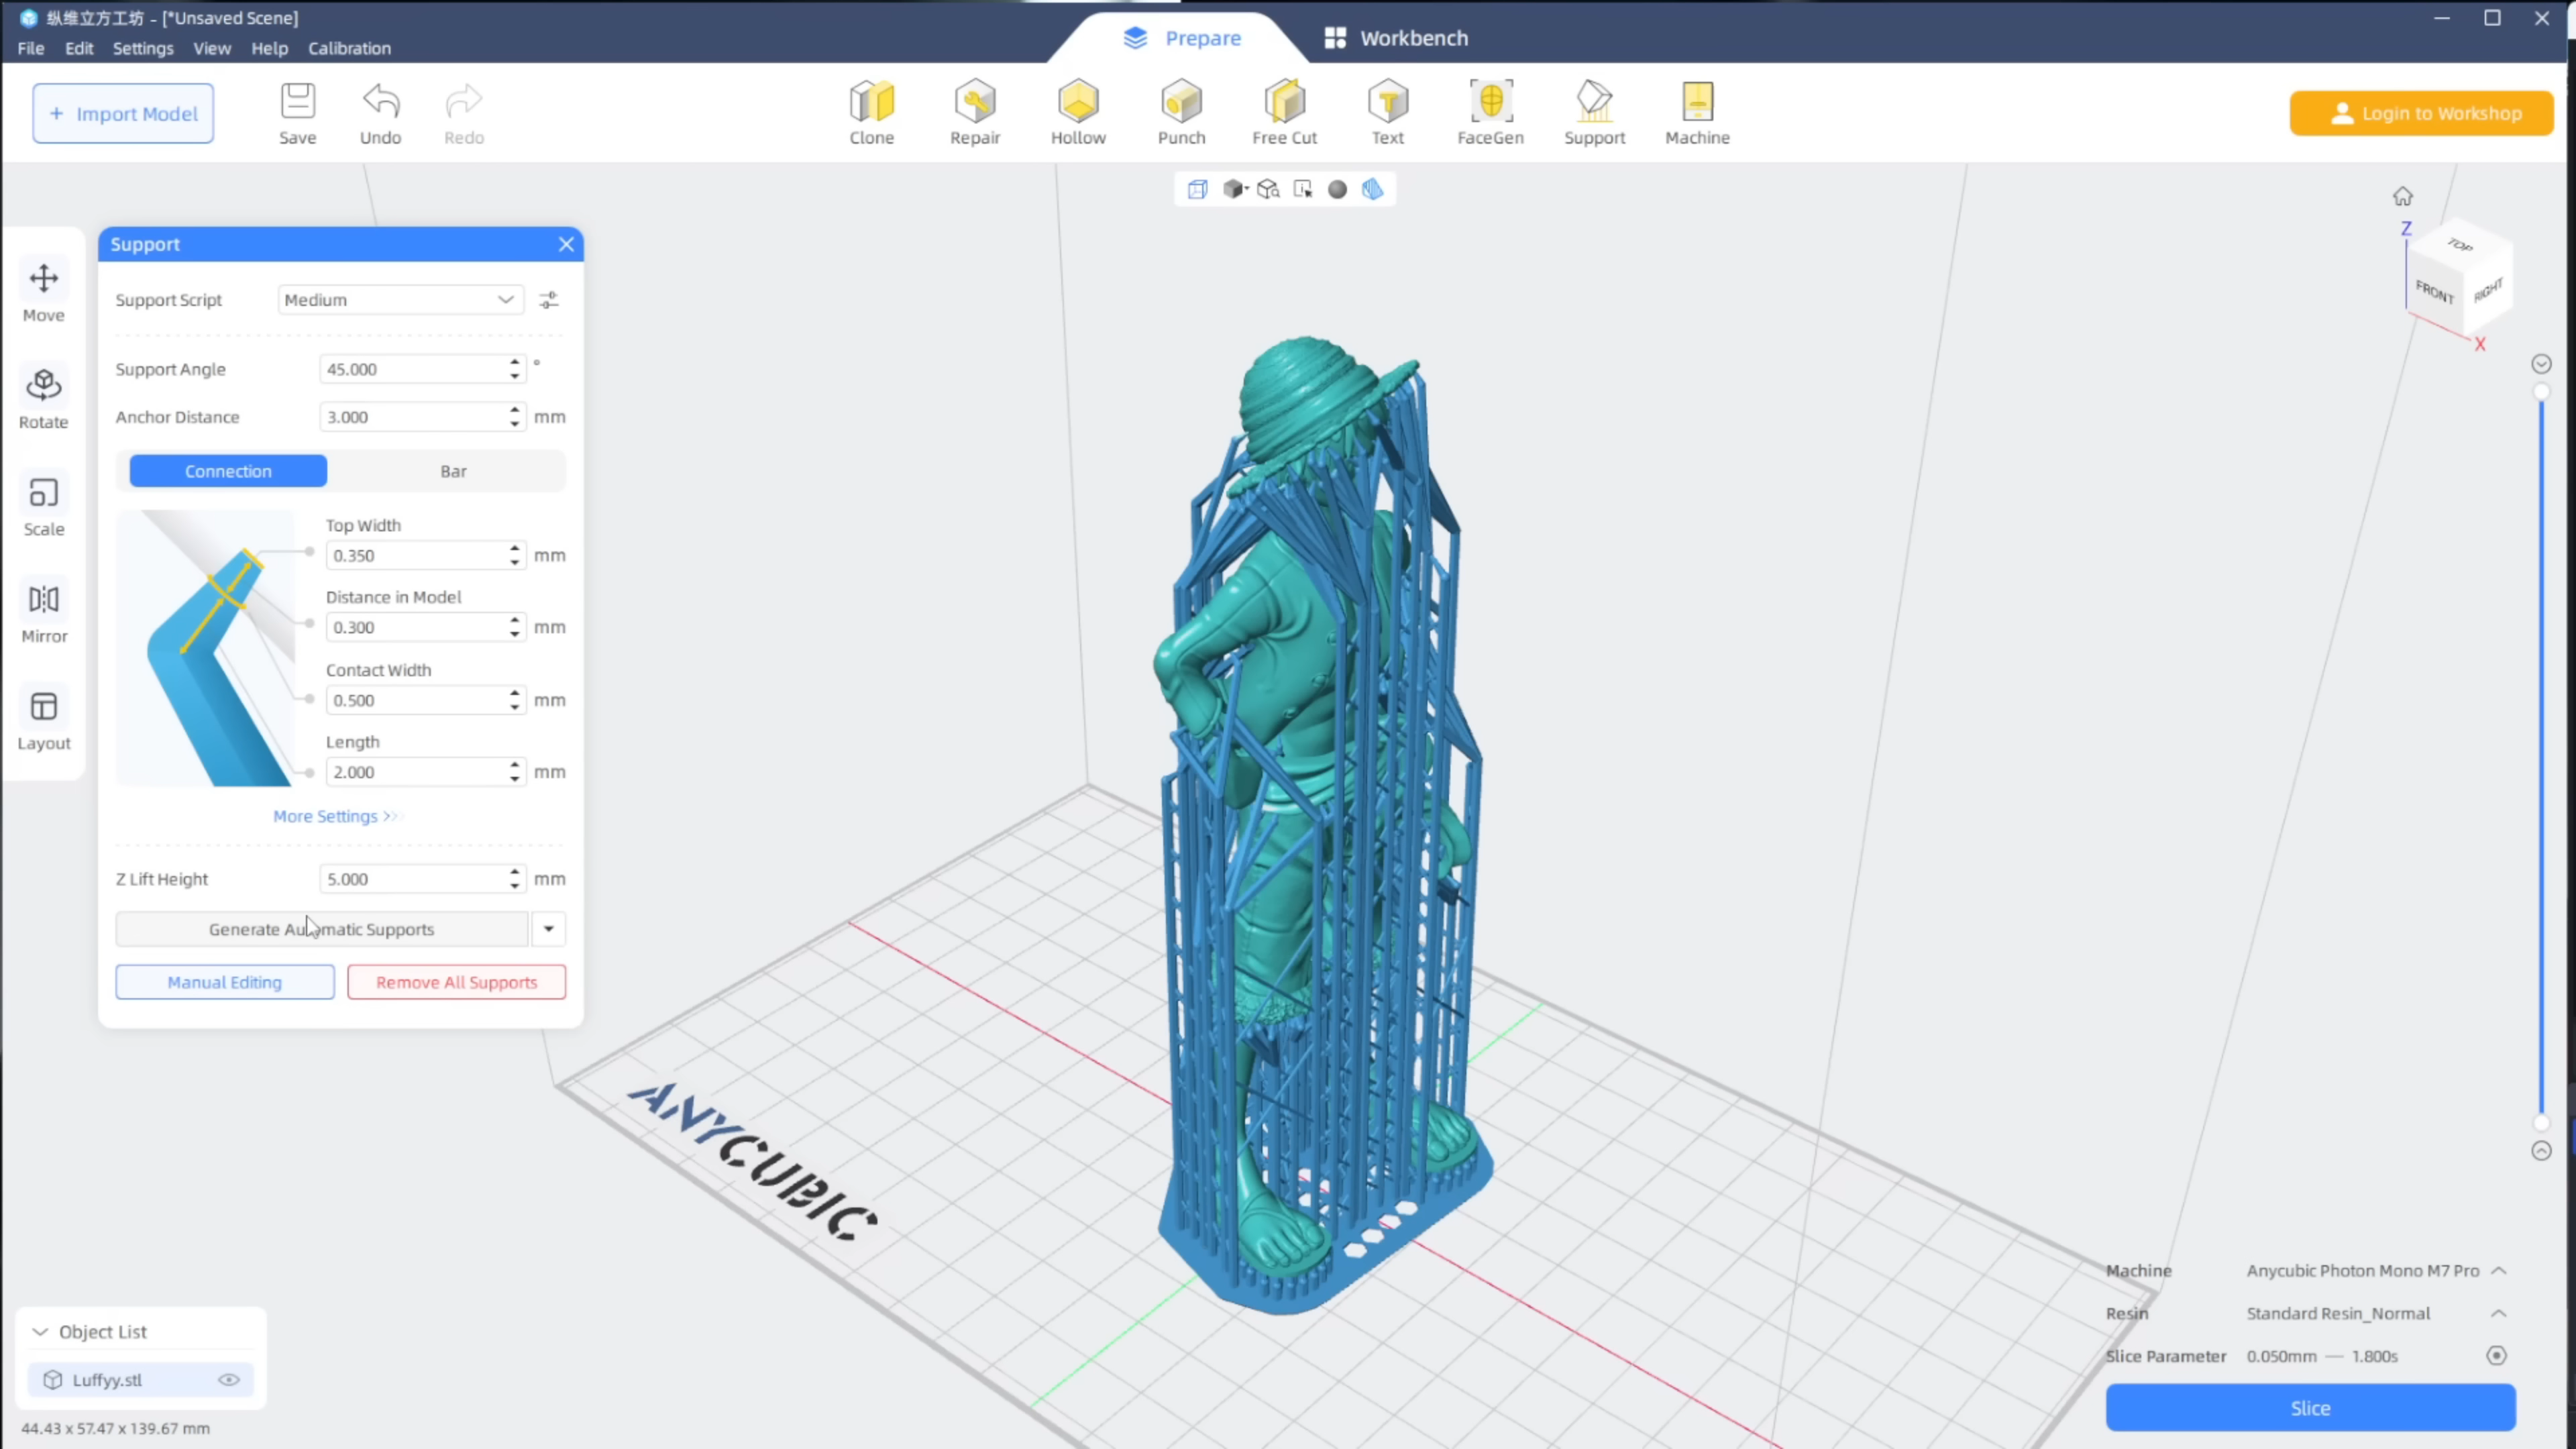 纵维立方工坊 - [*Unsaved Scene]
File Edit Settings View Help Calibration
Prepare
Workbench
+ Import Model
Save
Undo
Redo
Clone
Repair
Hollow
Punch
Free Cut
Text
FaceGen
Support
Machine
Login to Workshop
Move
Rotate
Scale
Mirror
Layout
Support
Support Script Medium
Support Angle 45.000 °
Anchor Distance 3.000 mm
Connection Bar
Top Width
0.350 mm
Distance in Model
0.300 mm
Contact Width
0.500 mm
Length
2.000 mm
More Settings >>>
Z Lift Height 5.000 mm
Generate Automatic Supports
Manual Editing Remove All Supports
Z
TOP
FRONT
RIGHT
X
ANYCUBIC
Object List
Luffyy.stl
44.43 x 57.47 x 139.67 mm
Machine Anycubic Photon Mono M7 Pro
Resin Standard Resin_Normal
Slice Parameter 0.050mm — 1.800s
Slice